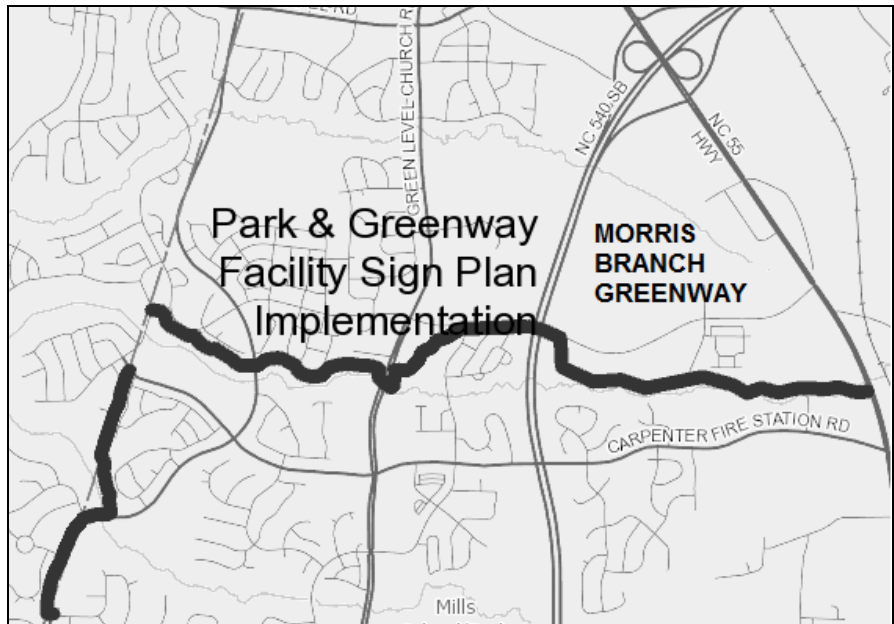 RD
GREEN LEVEL-CHURCH R
NC 540 SB
NC 55
HWY
Park & Greenway
Facility Sign Plan
Implementation
MORRIS
BRANCH
GREENWAY
CARPENTER FIRE STATION RD
Mills